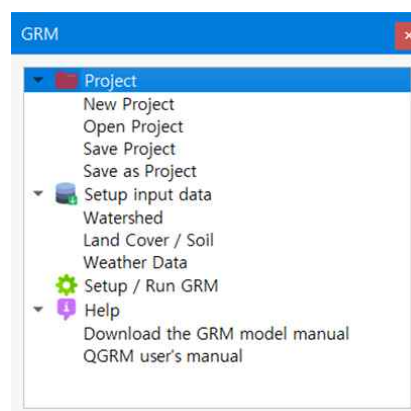 GRM
Project
New Project
Open Project
Save Project
Save as Project
Setup input data
Watershed
Land Cover / Soil
Weather Data
Setup / Run GRM
Help
Download the GRM model manual
QGRM user's manual